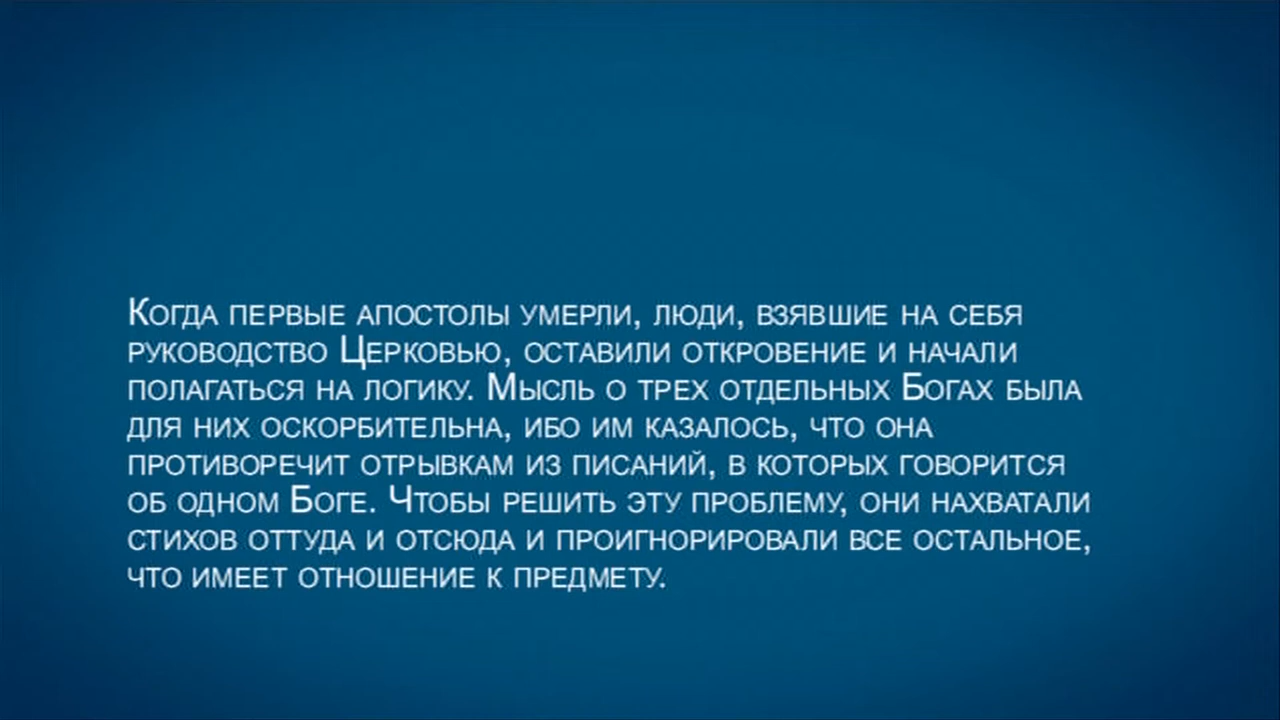 Когда первые апостолы умерли, люди, взявшие на себя
руководство Церковью, оставили откровение и начали
полагаться на логику. Мысль о трех отдельных Богах была
для них оскорбительна, ибо им казалось, что она
противоречит отрывкам из писаний, в которых говорится
об одном Боге. Чтобы решить эту проблему, они нахватали
стихов оттуда и отсюда и проигнорировали все остальное,
что имеет отношение к предмету.